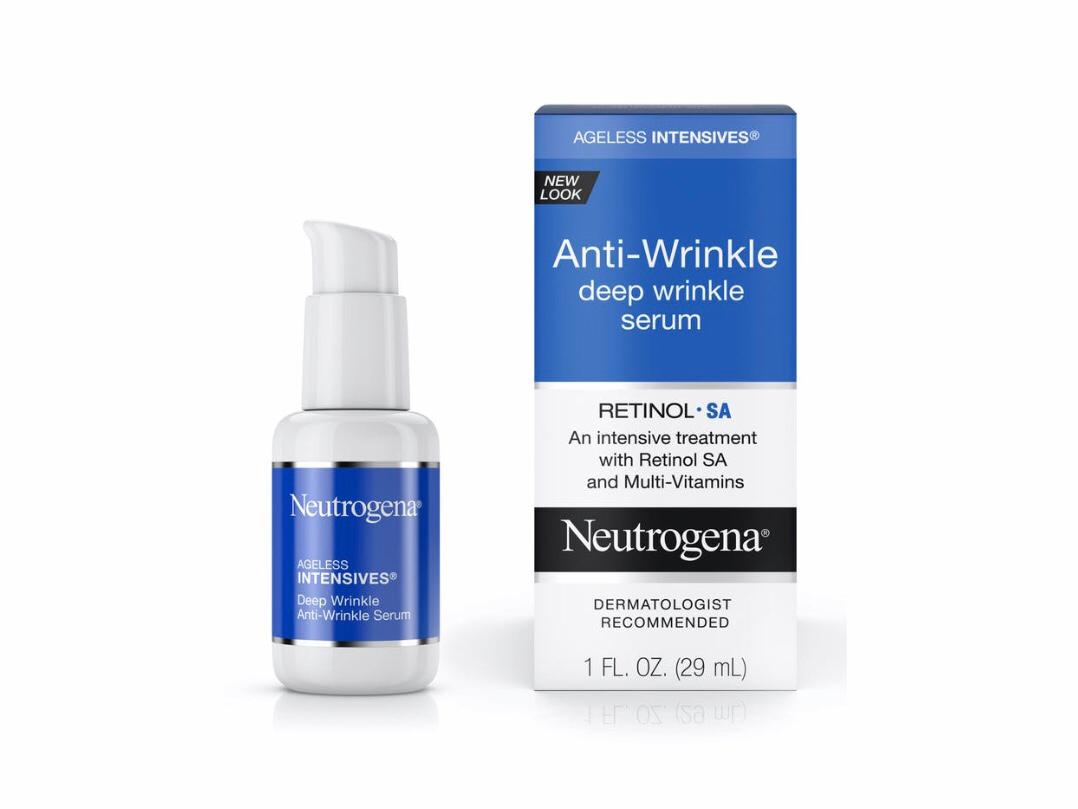 Neutrogena®
AGELESS
INTENSIVES®
Deep Wrinkle
Anti-Wrinkle Serum
AGELESS INTENSIVES®
NEW
LOOK
Anti-Wrinkle
deep wrinkle
serum
RETINOL·SA
An intensive treatment
with Retinol SA
and Multi-Vitamins
Neutrogena®
DERMATOLOGIST
RECOMMENDED
1 FL. OZ. (29 mL)